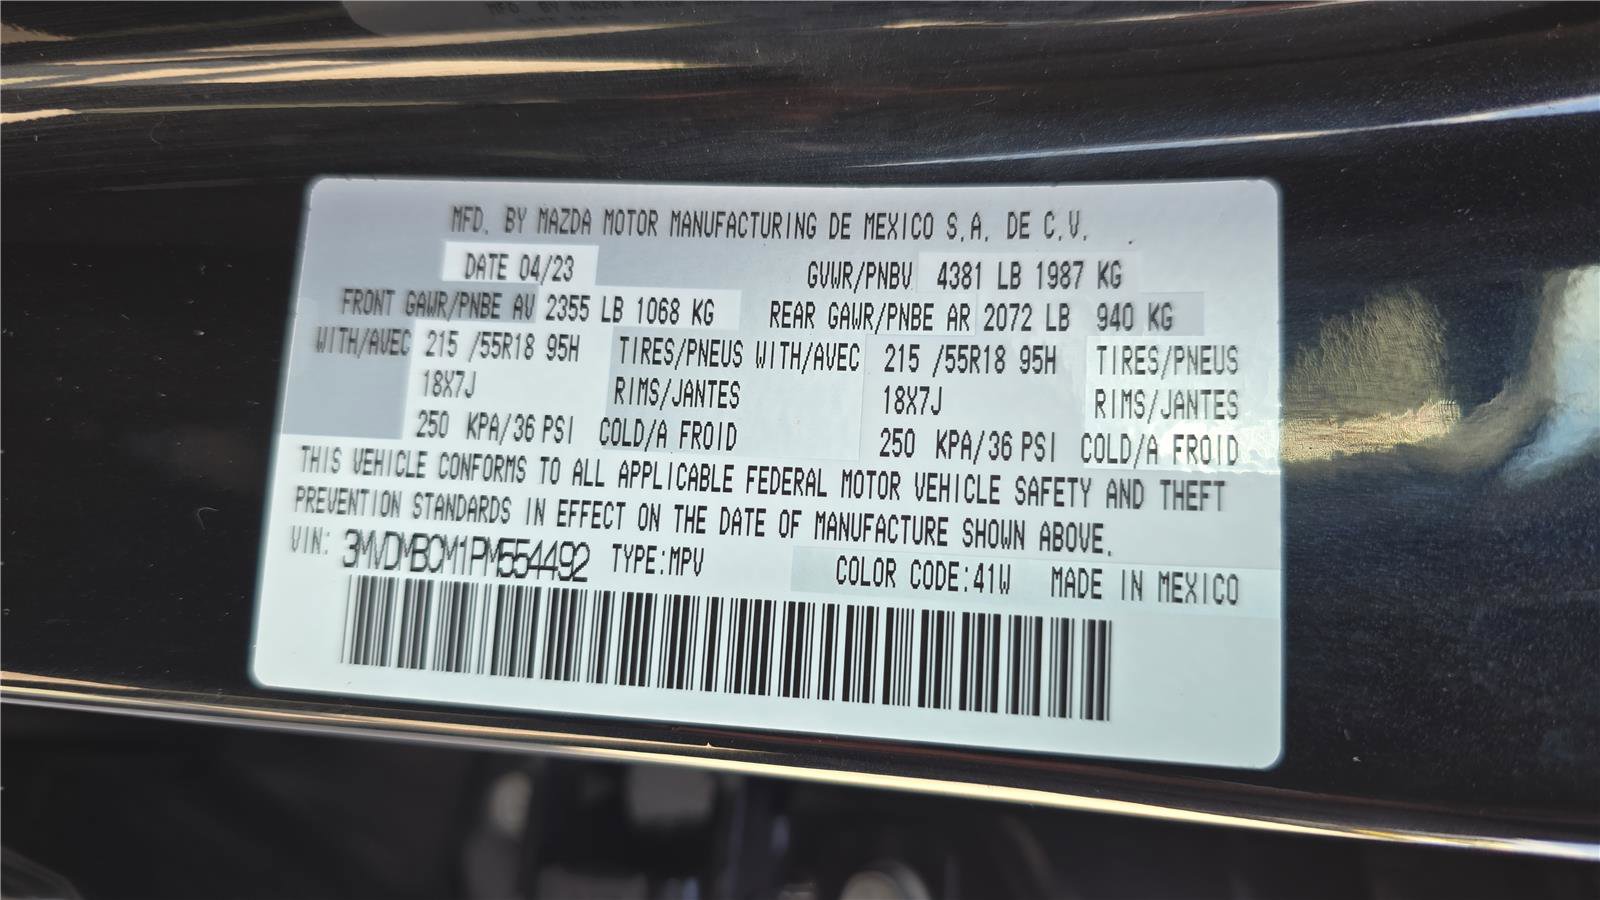 MFD. BY MAZDA MOTOR MANUFACTURING DE MEXICO S.A. DE C.V.
DATE 04/23 GVWR/PNBV 4381 LB 1987 KG
FRONT GAWR/PNBE AV 2355 LB 1068 KG REAR GAWR/PNBE AR 2072 LB 940 KG
WITH/AVEC 215 /55R18 95H TIRES/PNEUS WITH/AVEC 215 /55R18 95H TIRES/PNEUS
18X7J RIMS/JANTES 18X7J RIMS/JANTES
250 KPA/36 PSI COLD/A FROID 250 KPA/36 PSI COLD/A FROID
THIS VEHICLE CONFORMS TO ALL APPLICABLE FEDERAL MOTOR VEHICLE SAFETY AND THEFT
PREVENTION STANDARDS IN EFFECT ON THE DATE OF MANUFACTURE SHOWN ABOVE.
VIN: 3MVDMBCM1PM554492 TYPE:MPV COLOR CODE:41W MADE IN MEXICO